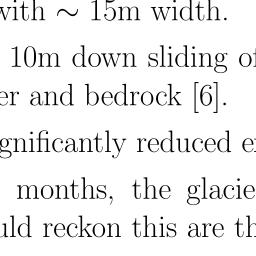 with ∼ 15m width.
10m down sliding of
er and bedrock [6].
gnificantly reduced e
months, the glacie
uld reckon this are th